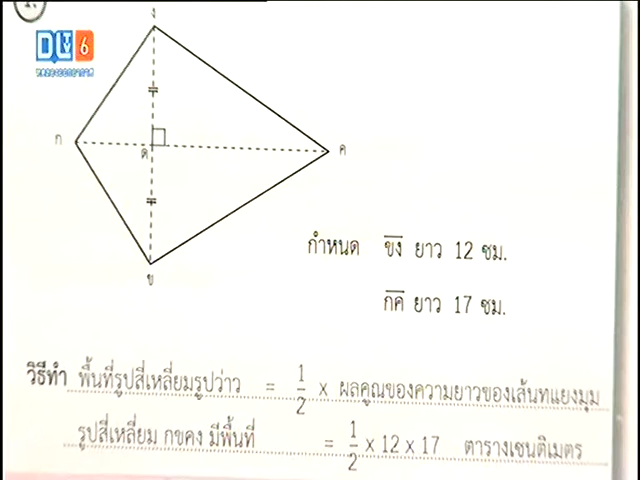 ง
DLTV 6
ก
ด
ค
ข
กำหนด ขง ยาว 12 ซม.
กค ยาว 17 ซม.
วิธีทำ พื้นที่รูปสี่เหลี่ยมรูปว่าว = 1/2 × ผลคูณของความยาวของเส้นทแยงมุม
รูปสี่เหลี่ยม กขคง มีพื้นที่ = 1/2 × 12 × 17 ตารางเซนติเมตร